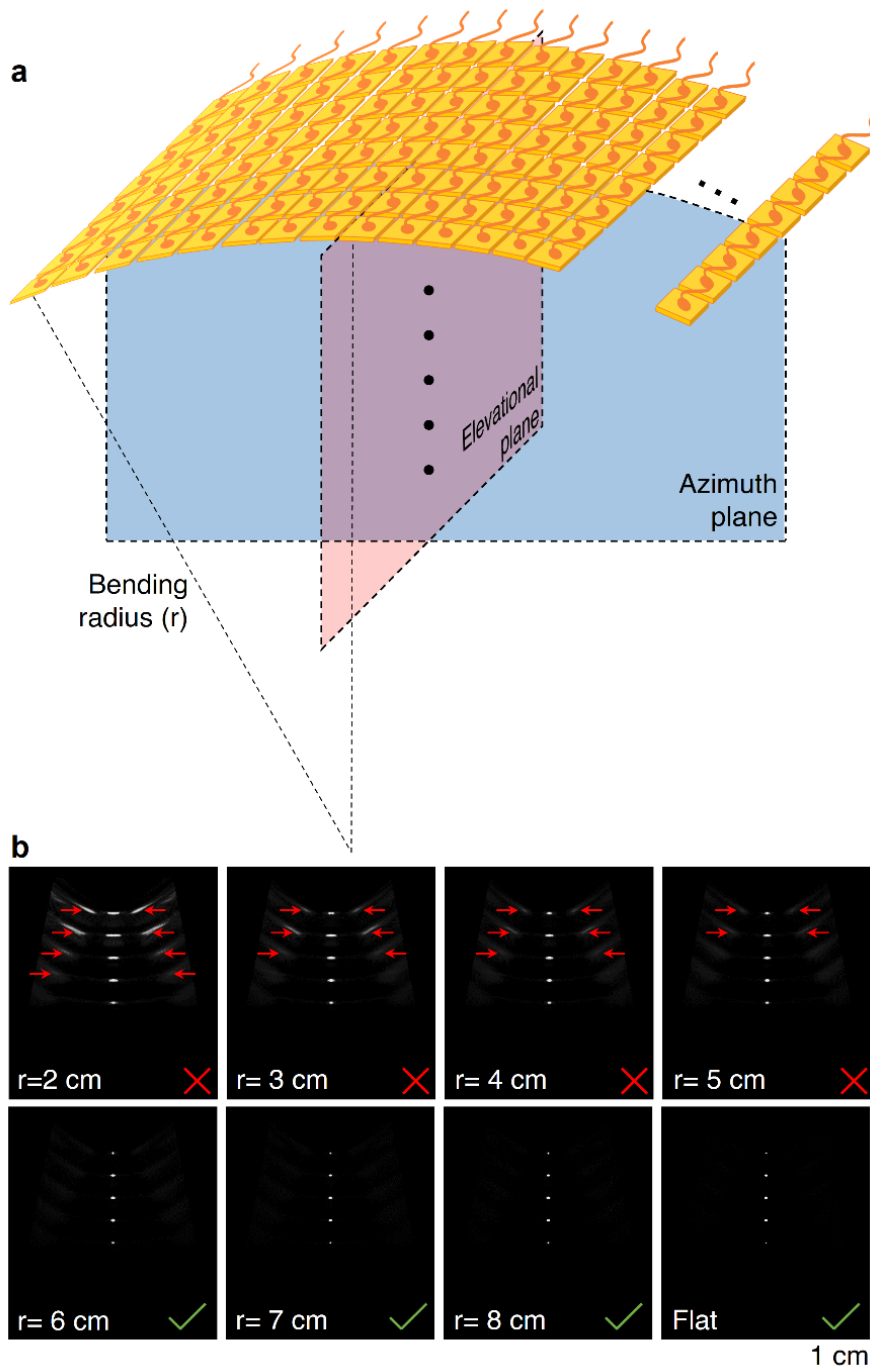 a
Elevational
plane
Azimuth
plane
Bending
radius (r)
b
r=2 cm
r= 3 cm
r= 4 cm
r= 5 cm
r= 6 cm
r= 7 cm
r= 8 cm
Flat
1 cm